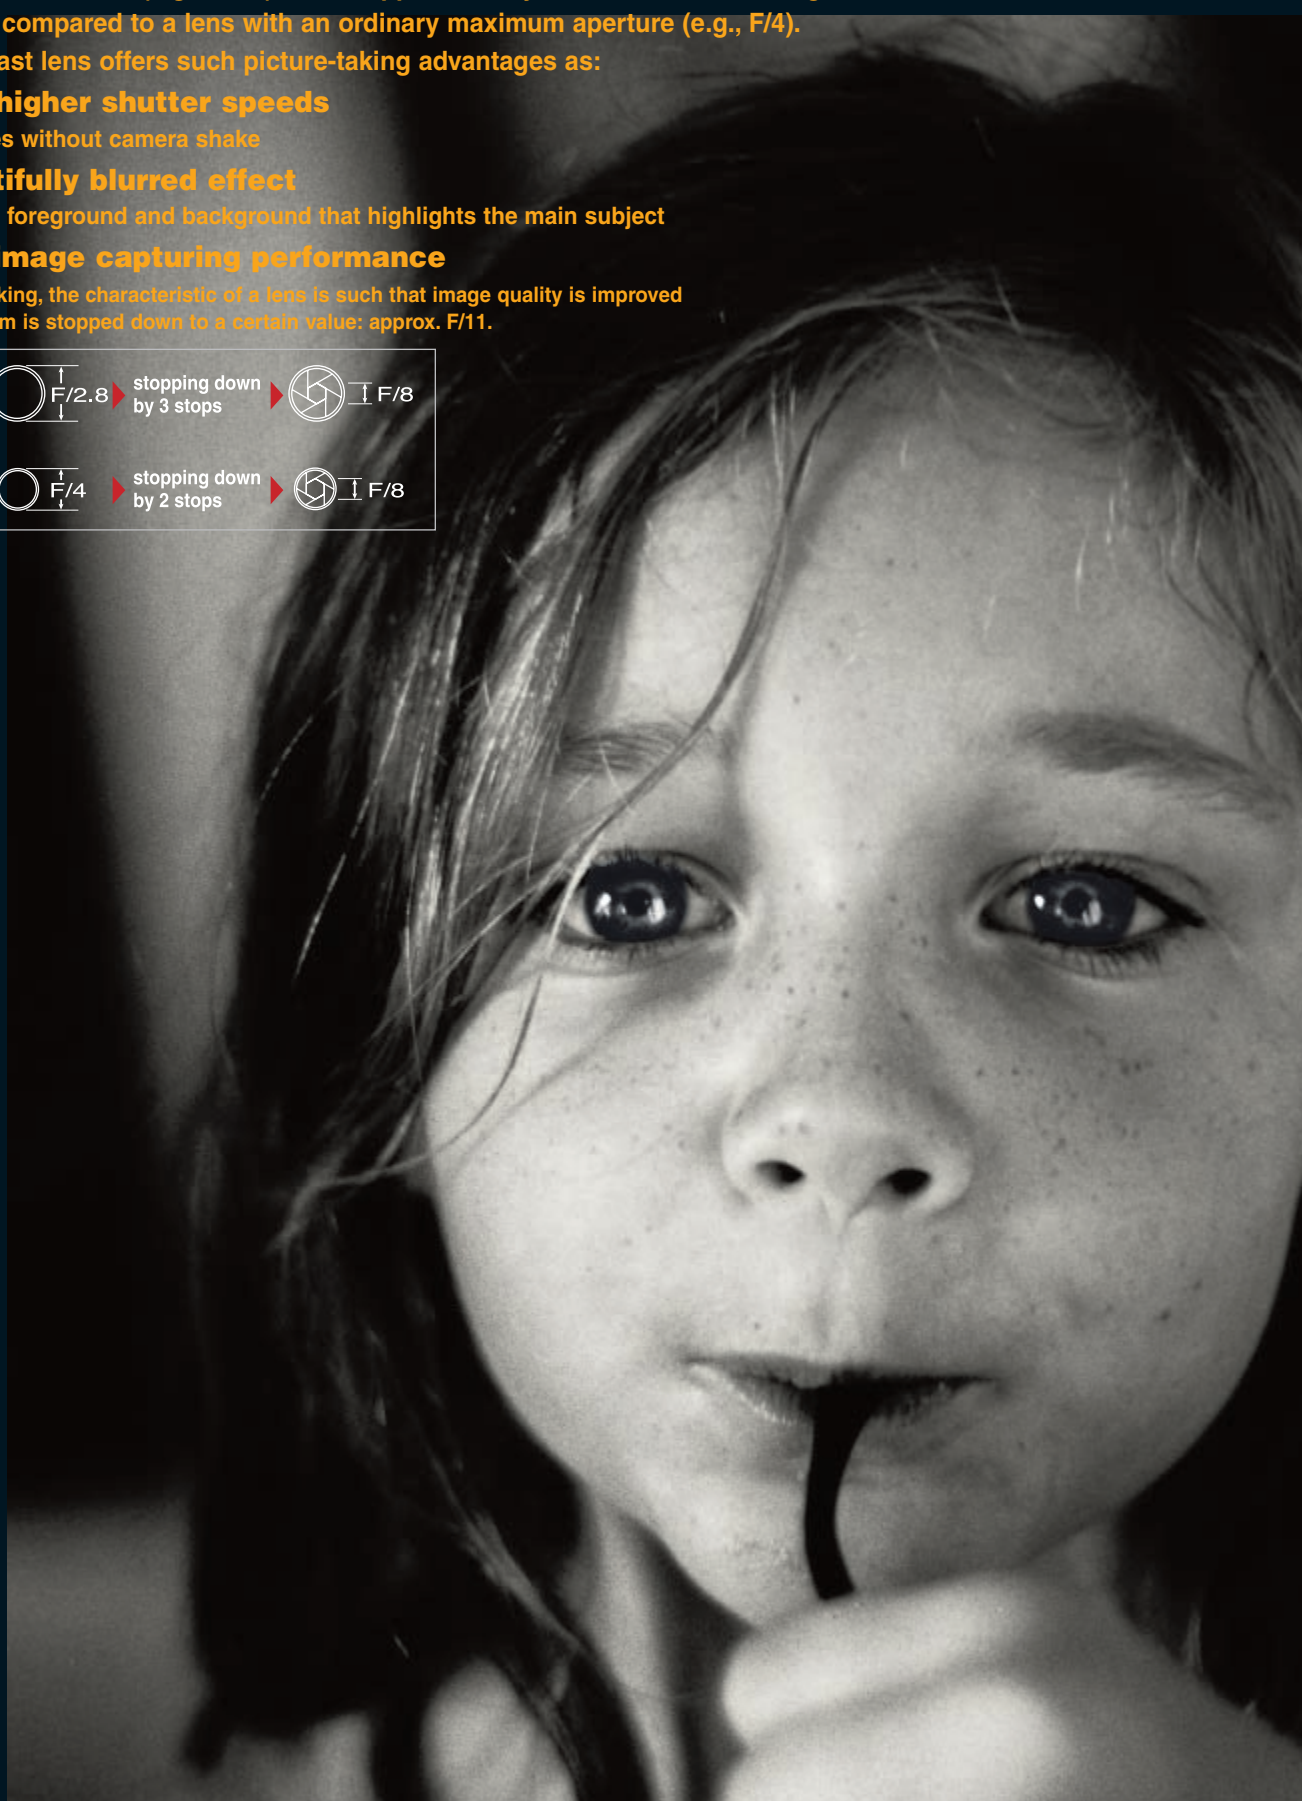 compared to a lens with an ordinary maximum aperture (e.g., F/4).
ast lens offers such picture-taking advantages as:
higher shutter speeds
es without camera shake
tifully blurred effect
foreground and background that highlights the main subject
mage capturing performance
king, the characteristic of a lens is such that image quality is improved
m is stopped down to a certain value: approx. F/11.
F/2.8 stopping down by 3 stops F/8
F/4 stopping down by 2 stops F/8